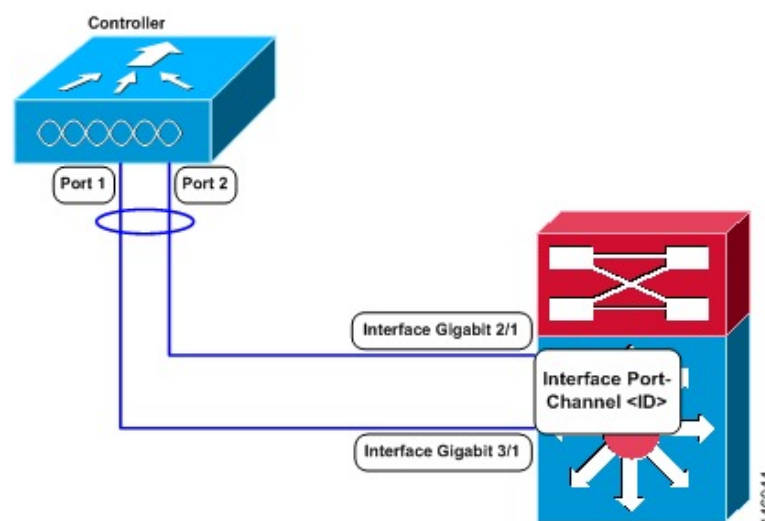 Controller
Port 1
Port 2
Interface Gigabit 2/1
Interface Port-
Channel <ID>
Interface Gigabit 3/1